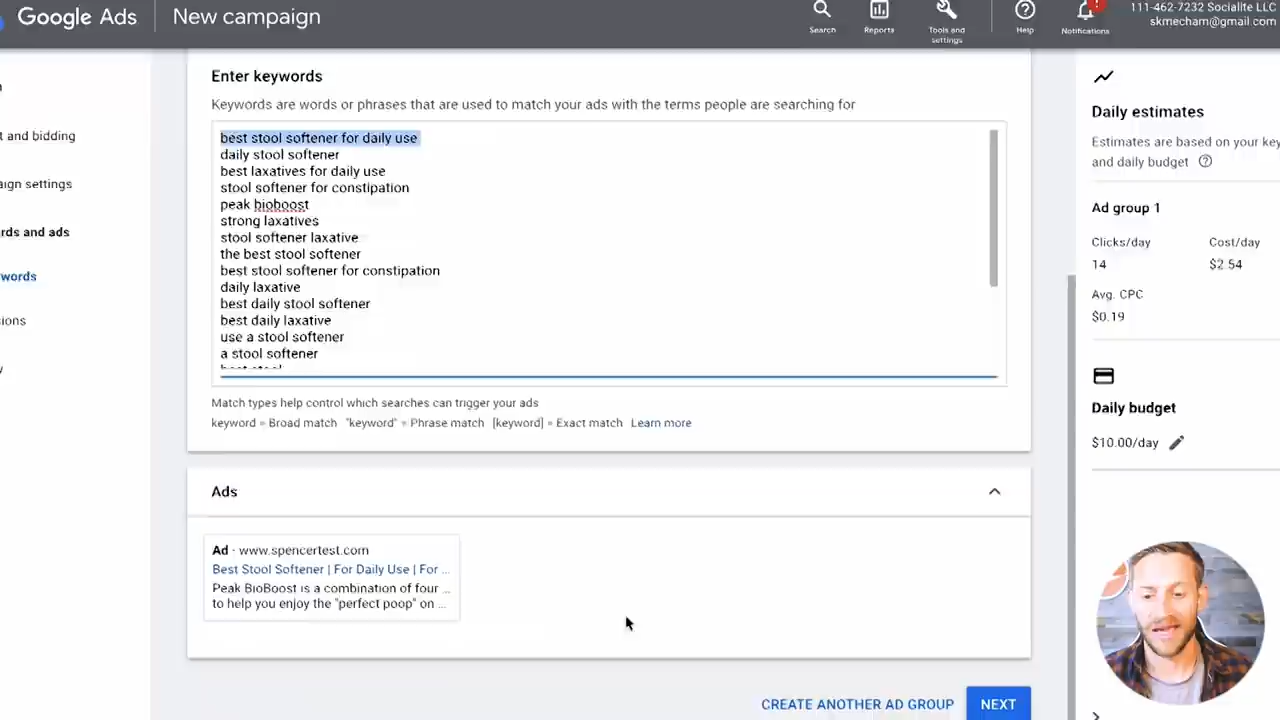 Google Ads
New campaign
Search
Reports
Tools and
settings
Help
Notifications
111-462-7232 Socialite LLC
skmecham@gmail.com
t and bidding
aign settings
rds and ads
words
sions
Enter keywords
Keywords are words or phrases that are used to match your ads with the terms people are searching for
best stool softener for daily use
daily stool softener
best laxatives for daily use
stool softener for constipation
peak bioboost
strong laxatives
stool softener laxative
the best stool softener
best stool softener for constipation
daily laxative
best daily stool softener
best daily laxative
use a stool softener
a stool softener
best stool
Match types help control which searches can trigger your ads
keyword = Broad match "keyword" = Phrase match [keyword] = Exact match Learn more
Ads
Ad · www.spencertest.com
Best Stool Softener | For Daily Use | For ...
Peak BioBoost is a combination of four ...
to help you enjoy the "perfect poop" on ...
CREATE ANOTHER AD GROUP
NEXT
Daily estimates
Estimates are based on your key
and daily budget
Ad group 1
Clicks/day
Cost/day
14
$2.54
Avg. CPC
$0.19
Daily budget
$10.00/day